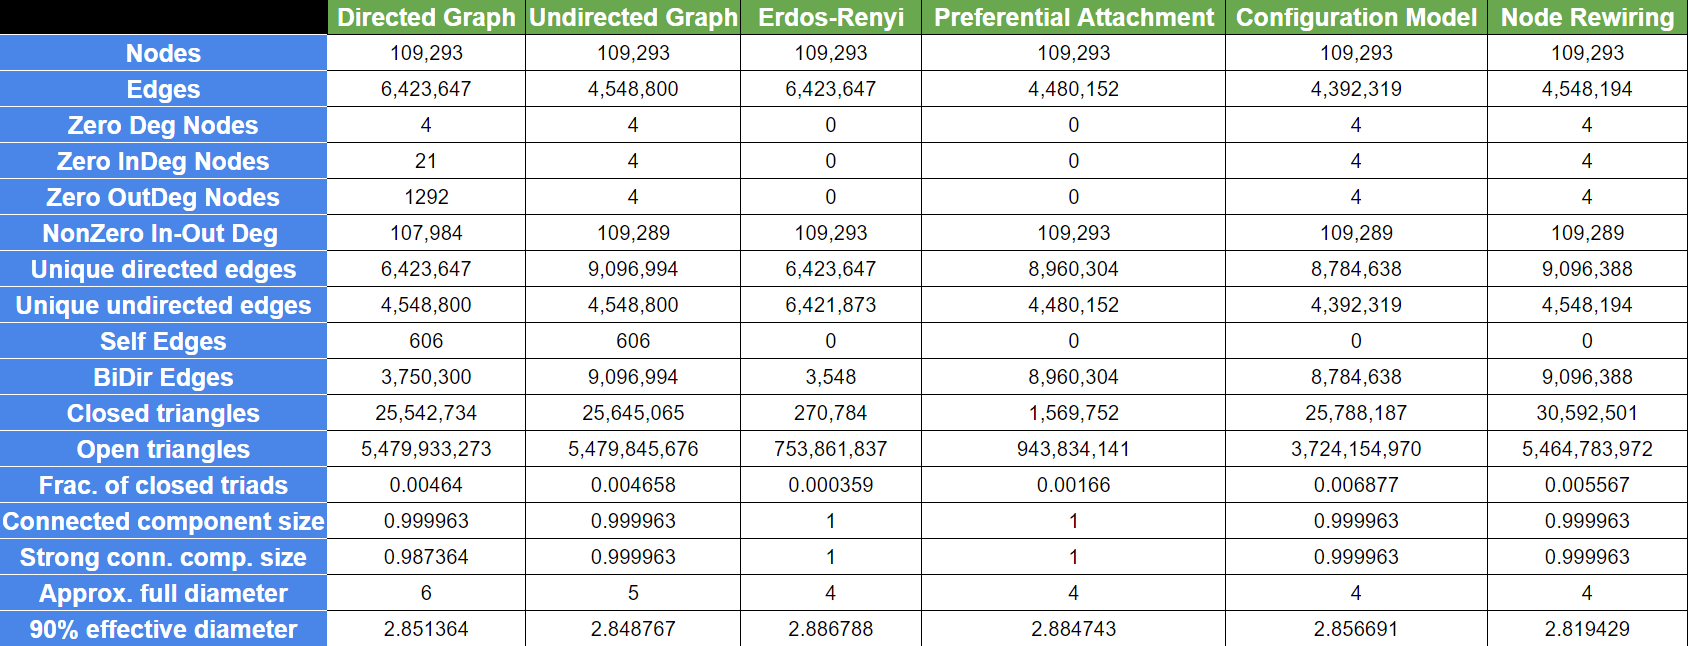 Directed Graph Undirected Graph Erdos-Renyi Preferential Attachment Configuration Model Node Rewiring
Nodes 109,293 109,293 109,293 109,293 109,293 109,293
Edges 6,423,647 4,548,800 6,423,647 4,480,152 4,392,319 4,548,194
Zero Deg Nodes 4 4 0 0 4 4
Zero InDeg Nodes 21 4 0 0 4 4
Zero OutDeg Nodes 1292 4 0 0 4 4
NonZero In-Out Deg 107,984 109,289 109,293 109,293 109,289 109,289
Unique directed edges 6,423,647 9,096,994 6,423,647 8,960,304 8,784,638 9,096,388
Unique undirected edges 4,548,800 4,548,800 6,421,873 4,480,152 4,392,319 4,548,194
Self Edges 606 606 0 0 0 0
BiDir Edges 3,750,300 9,096,994 3,548 8,960,304 8,784,638 9,096,388
Closed triangles 25,542,734 25,645,065 270,784 1,569,752 25,788,187 30,592,501
Open triangles 5,479,933,273 5,479,845,676 753,861,837 943,834,141 3,724,154,970 5,464,783,972
Frac. of closed triads 0.00464 0.004658 0.000359 0.00166 0.006877 0.005567
Connected component size 0.999963 0.999963 1 1 0.999963 0.999963
Strong conn. comp. size 0.987364 0.999963 1 1 0.999963 0.999963
Approx. full diameter 6 5 4 4 4 4
90% effective diameter 2.851364 2.848767 2.886788 2.884743 2.856691 2.819429